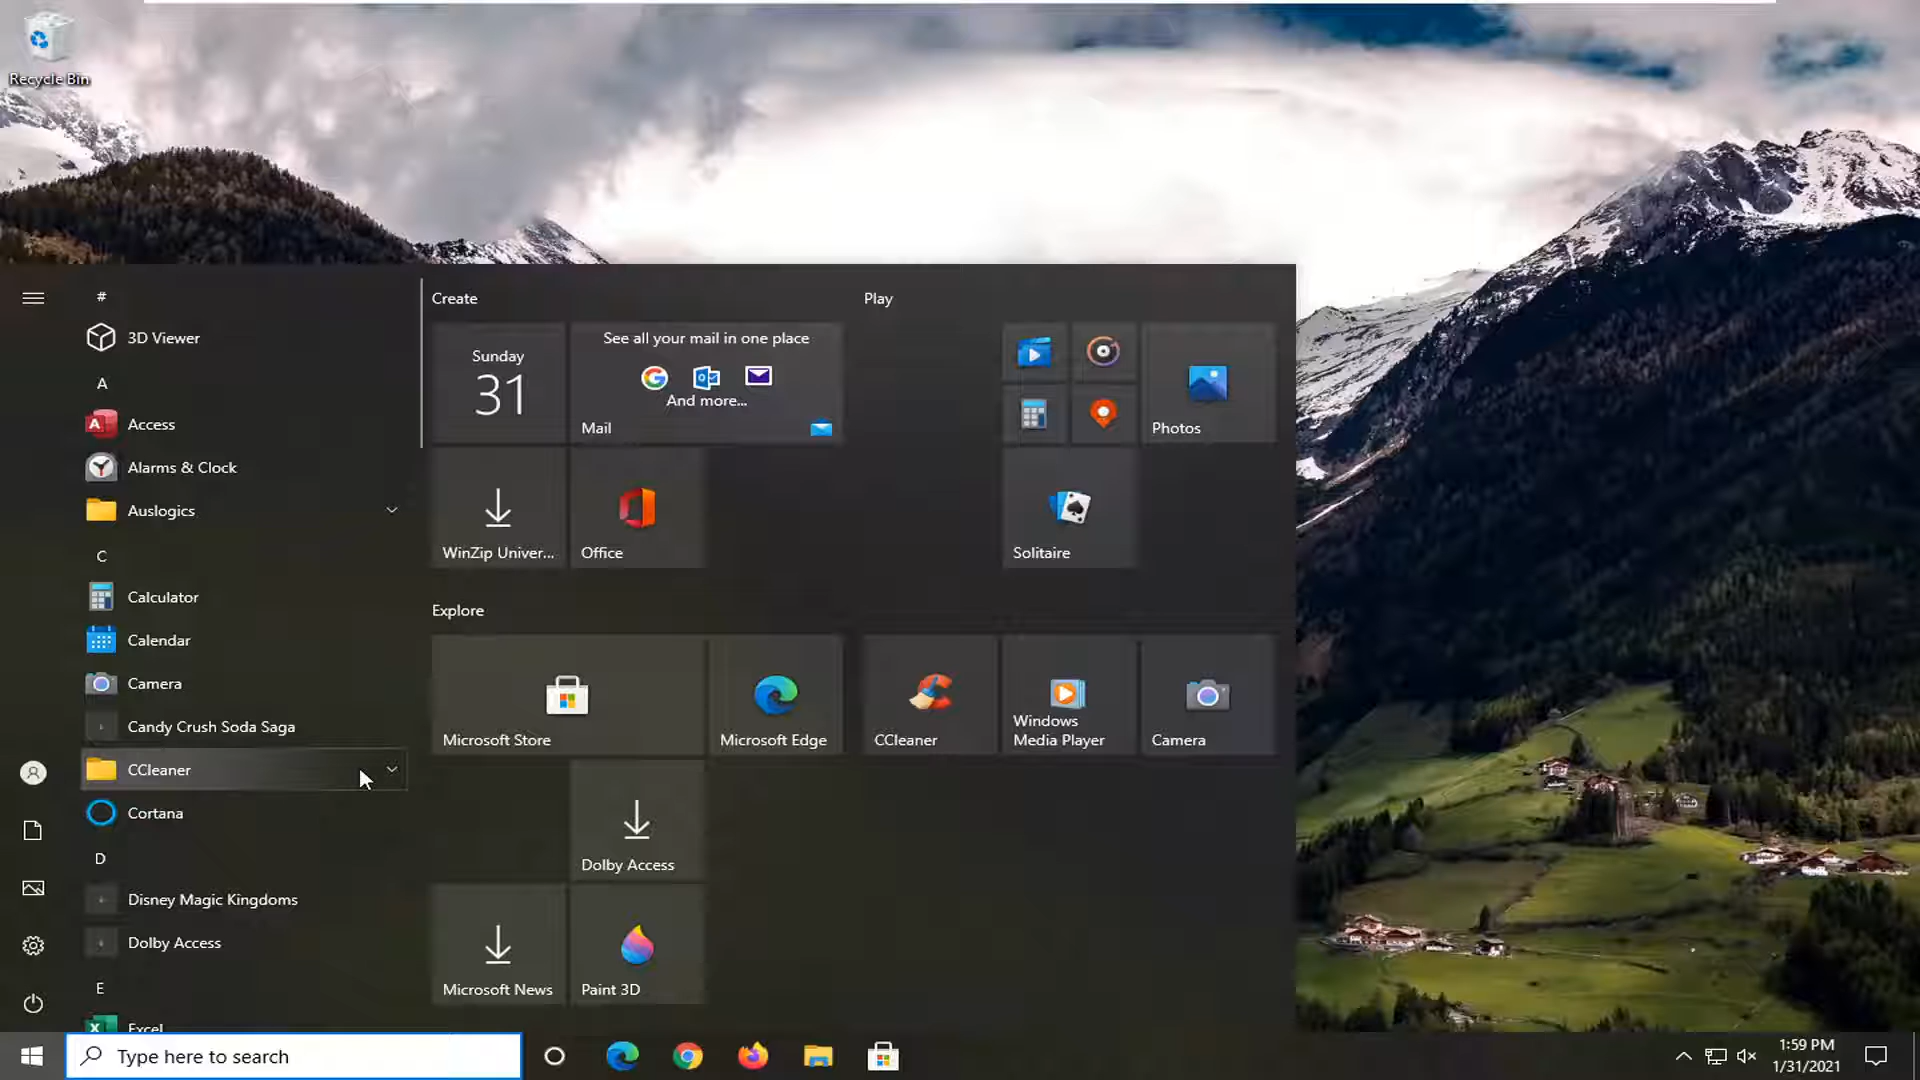 Recycle Bin
#
3D Viewer
A
Access
Alarms & Clock
Auslogics
C
Calculator
Calendar
Camera
Candy Crush Soda Saga
CCleaner
Cortana
D
Disney Magic Kingdoms
Dolby Access
E
Excel
Create
Sunday
31
See all your mail in one place
And more...
Mail
WinZip Univer...
Office
Explore
Microsoft Store
Microsoft Edge
Dolby Access
Microsoft News
Paint 3D
Play
Photos
Solitaire
CCleaner
Windows
Media Player
Camera
Type here to search
1:59 PM
1/31/2021